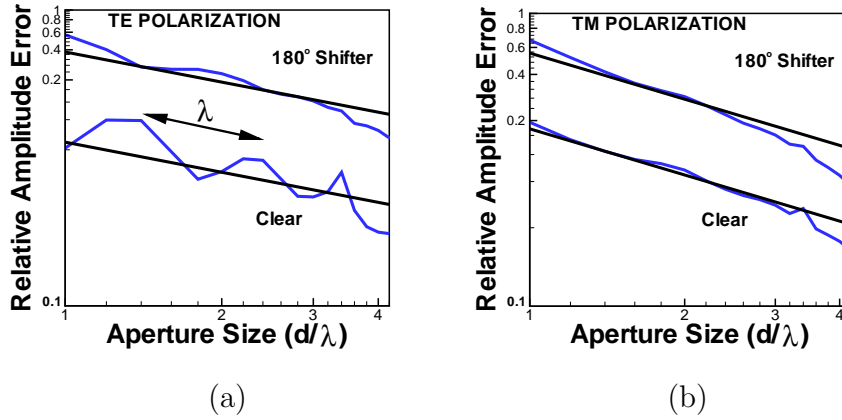 TE POLARIZATION
180° Shifter
λ
Clear
Relative Amplitude Error
1
0.8
0.6
0.4
0.2
0.1
1
2
3
4
Aperture Size (d/λ)
(a)
TM POLARIZATION
180° Shifter
Clear
Relative Amplitude Error
1
0.8
0.6
0.4
0.2
0.1
1
2
3
4
Aperture Size (d/λ)
(b)